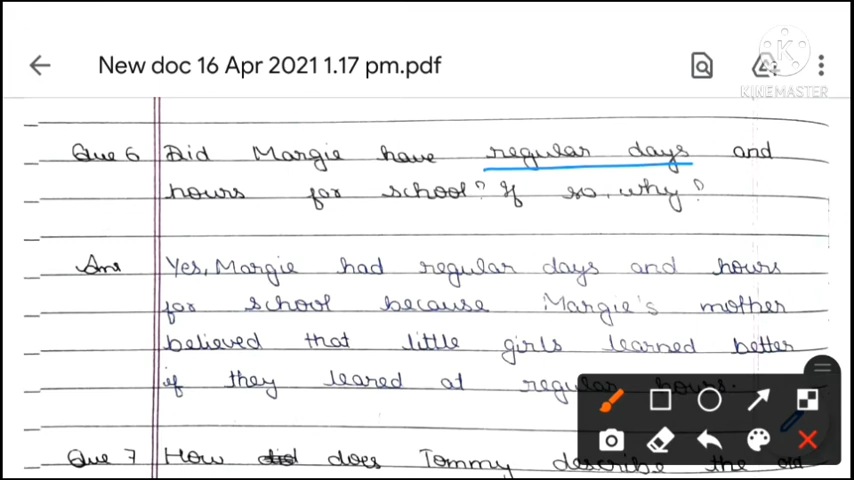 New doc 16 Apr 2021 1.17 pm.pdf
KINEMASTER
Que 6 Did Margie have regular days and
hours for school? If so, why?
Ans Yes, Margie had regular days and hours
for school because Margie's mother
believed that little girls learned better
if they leared at regular hours.
Que 7 How did does Tommy describe the old